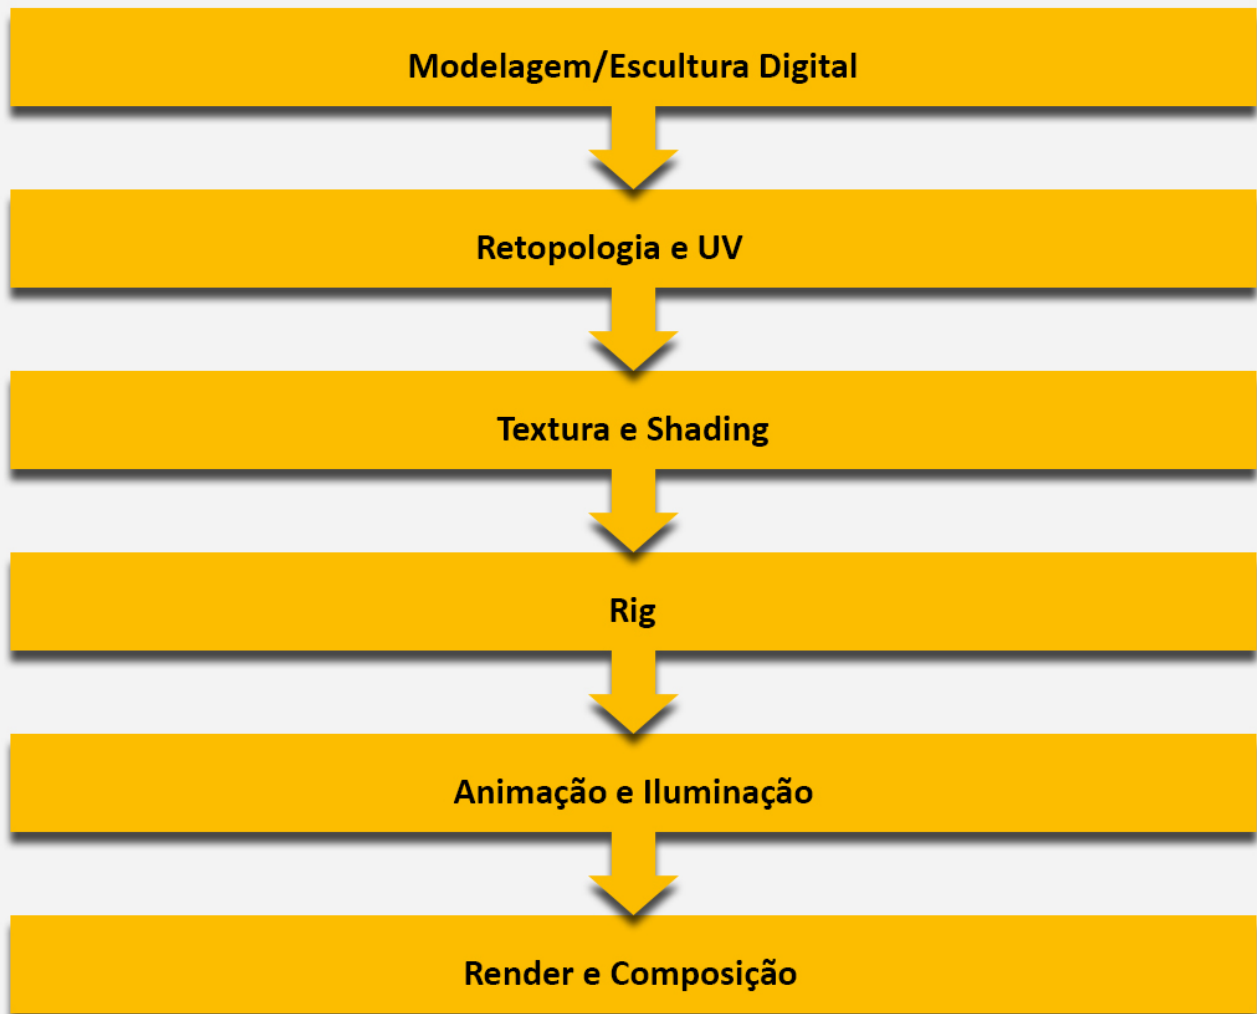 Modelagem/Escultura Digital
Retopologia e UV
Textura e Shading
Rig
Animação e Iluminação
Render e Composição